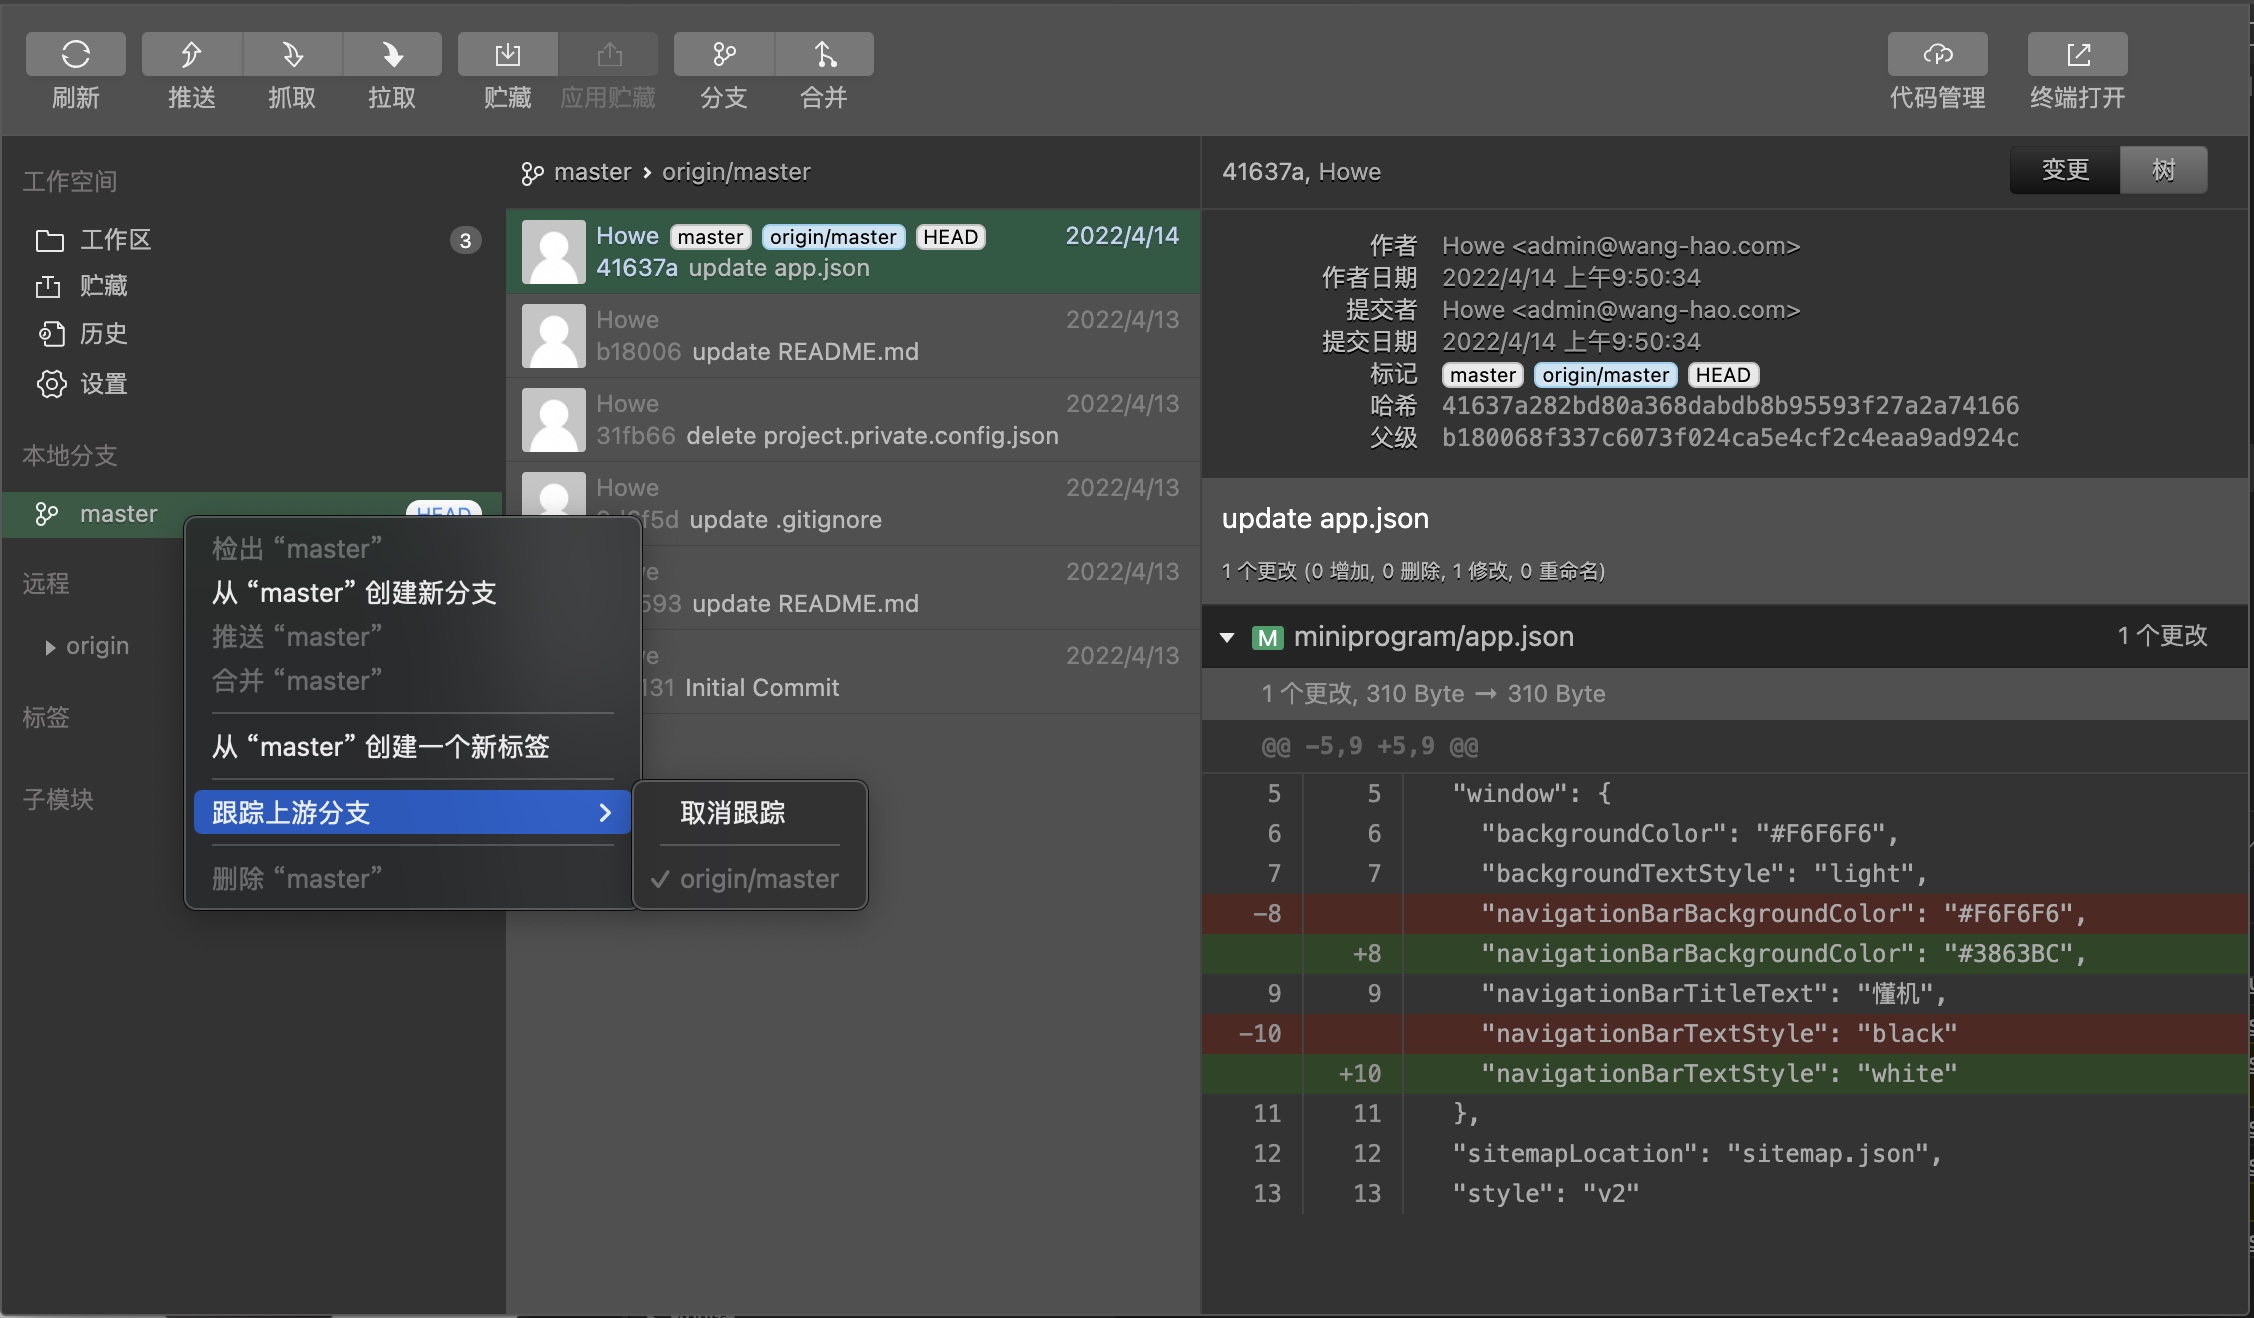 刷新
推送
抓取
拉取
贮藏
应用贮藏
分支
合并
代码管理
终端打开
工作空间
工作区 3
贮藏
历史
设置
本地分支
master HEAD
远程
origin
标签
子模块
检出 “master”
从 “master” 创建新分支
推送 “master”
合并 “master”
从 “master” 创建一个新标签
跟踪上游分支
删除 “master”
取消跟踪
✓ origin/master
master › origin/master
Howe master origin/master HEAD 2022/4/14
41637a update app.json
Howe 2022/4/13
b18006 update README.md
Howe 2022/4/13
31fb66 delete project.private.config.json
Howe 2022/4/13
update .gitignore
2022/4/13
update README.md
2022/4/13
Initial Commit
41637a, Howe
变更 树
作者 Howe <admin@wang-hao.com>
作者日期 2022/4/14 上午9:50:34
提交者 Howe <admin@wang-hao.com>
提交日期 2022/4/14 上午9:50:34
标记 master origin/master HEAD
哈希 41637a282bd80a368dabdb8b95593f27a2a74166
父级 b180068f337c6073f024ca5e4cf2c4eaa9ad924c
update app.json
1 个更改 (0 增加, 0 删除, 1 修改, 0 重命名)
M miniprogram/app.json 1 个更改
1 个更改, 310 Byte → 310 Byte
@@ −5,9 +5,9 @@
5 5 "window": {
6 6 "backgroundColor": "#F6F6F6",
7 7 "backgroundTextStyle": "light",
−8 "navigationBarBackgroundColor": "#F6F6F6",
+8 "navigationBarBackgroundColor": "#3863BC",
9 9 "navigationBarTitleText": "懂机",
−10 "navigationBarTextStyle": "black"
+10 "navigationBarTextStyle": "white"
11 11 },
12 12 "sitemapLocation": "sitemap.json",
13 13 "style": "v2"